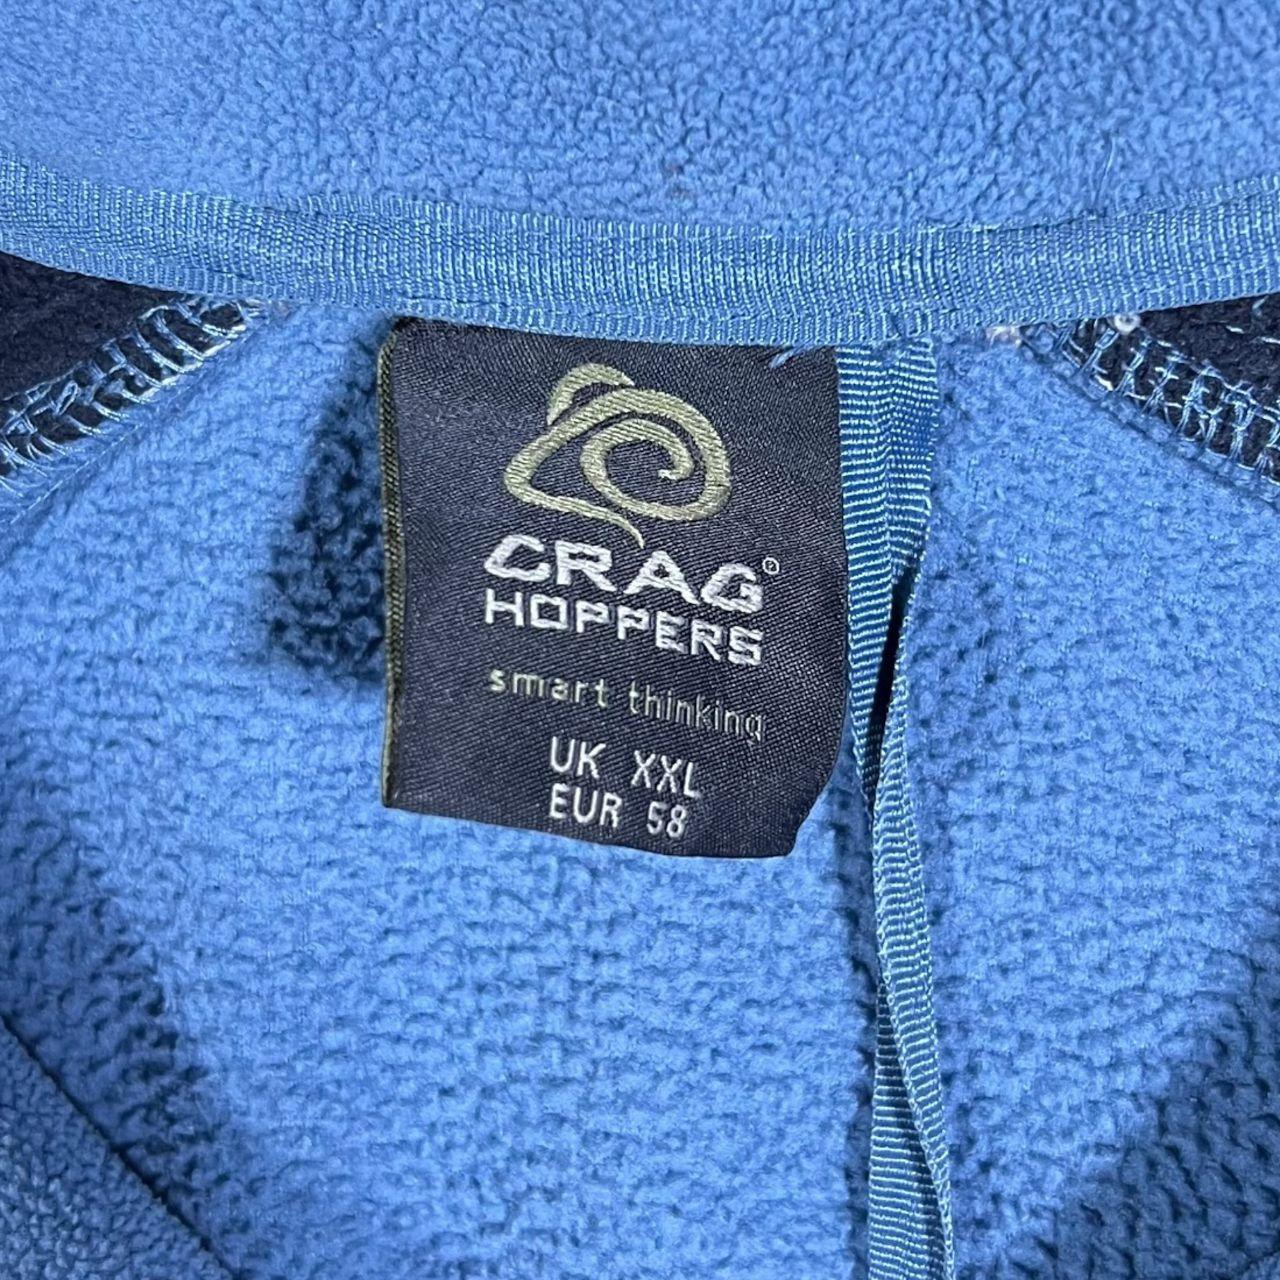 CRAG®
HOPPERS
smart thinking
UK XXL
EUR 58